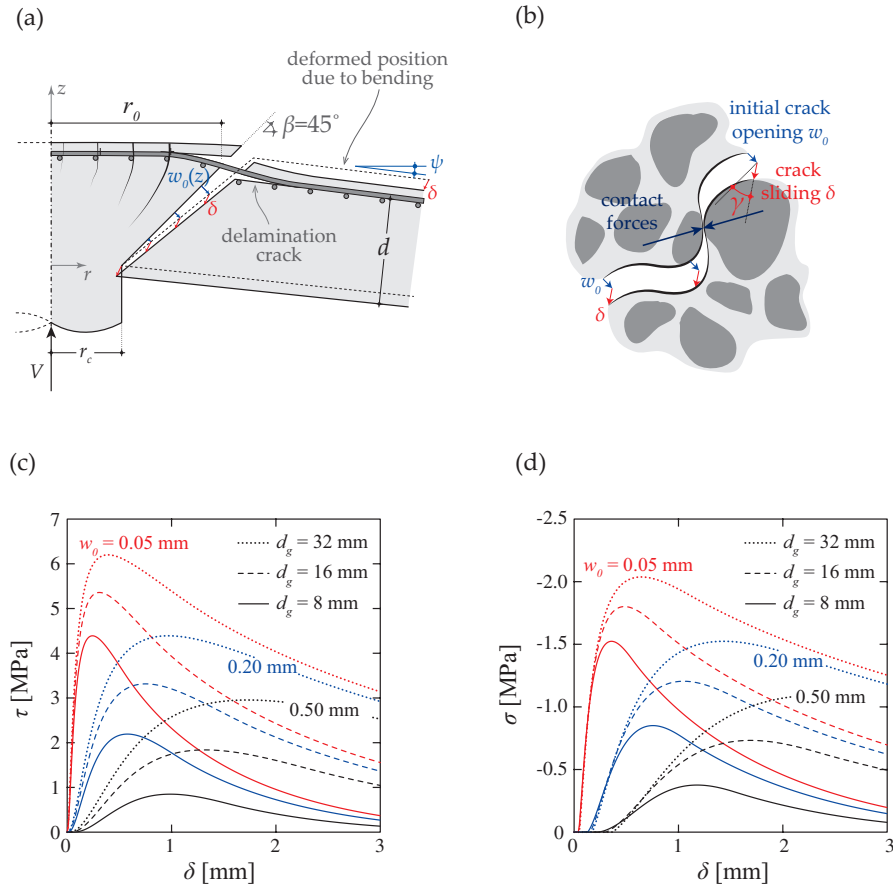 (a)
deformed position
due to bending
z
r₀
∡ β=45°
ψ
w₀(z)
δ
δ
delamination
crack
d
r
r_c
V
(b)
initial crack
opening w₀
crack
sliding δ
γ
contact
forces
w₀
δ
(c)
7
6
5
4
3
2
1
0
τ [MPa]
w₀ = 0.05 mm
d_g = 32 mm
d_g = 16 mm
d_g = 8 mm
0.20 mm
0.50 mm
0 1 2 3
δ [mm]
(d)
-2.5
-2.0
-1.5
-1.0
-0.5
0
σ [MPa]
w₀ = 0.05 mm
d_g = 32 mm
d_g = 16 mm
d_g = 8 mm
0.20 mm
0.50 mm
0 1 2 3
δ [mm]